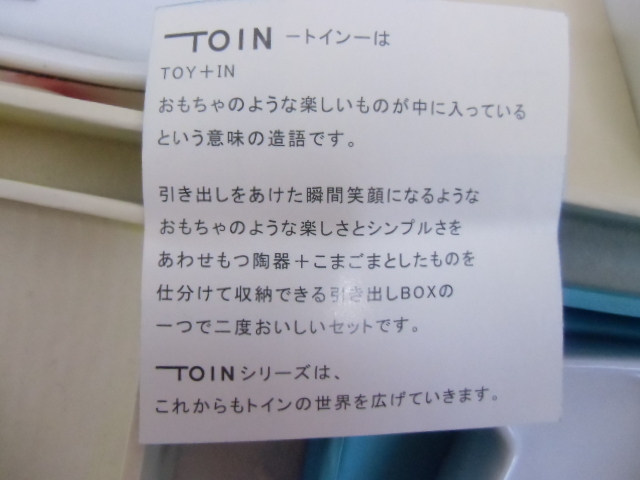 TOIN －トイン－は
TOY＋IN
おもちゃのような楽しいものが中に入っている
という意味の造語です。
引き出しをあけた瞬間笑顔になるような
おもちゃのような楽しさとシンプルさを
あわせもつ陶器＋こまごまとしたものを
仕分けて収納できる引き出しBOXの
一つで二度おいしいセットです。
TOINシリーズは、
これからもトインの世界を広げていきます。